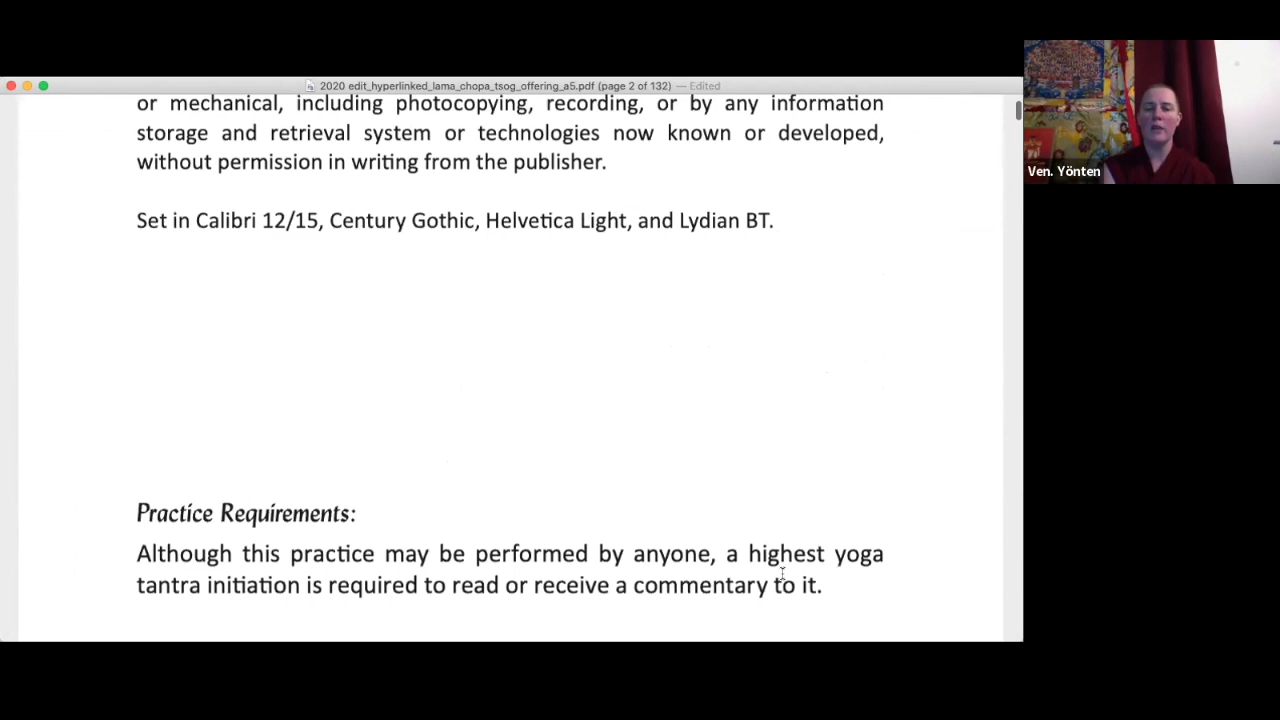 2020 edit_hyperlinked_lama_chopa_tsog_offering_a5.pdf (page 2 of 132) — Edited
or mechanical, including photocopying, recording, or by any information
storage and retrieval system or technologies now known or developed,
without permission in writing from the publisher.
Set in Calibri 12/15, Century Gothic, Helvetica Light, and Lydian BT.
Practice Requirements:
Although this practice may be performed by anyone, a highest yoga
tantra initiation is required to read or receive a commentary to it.
Ven. Yönten